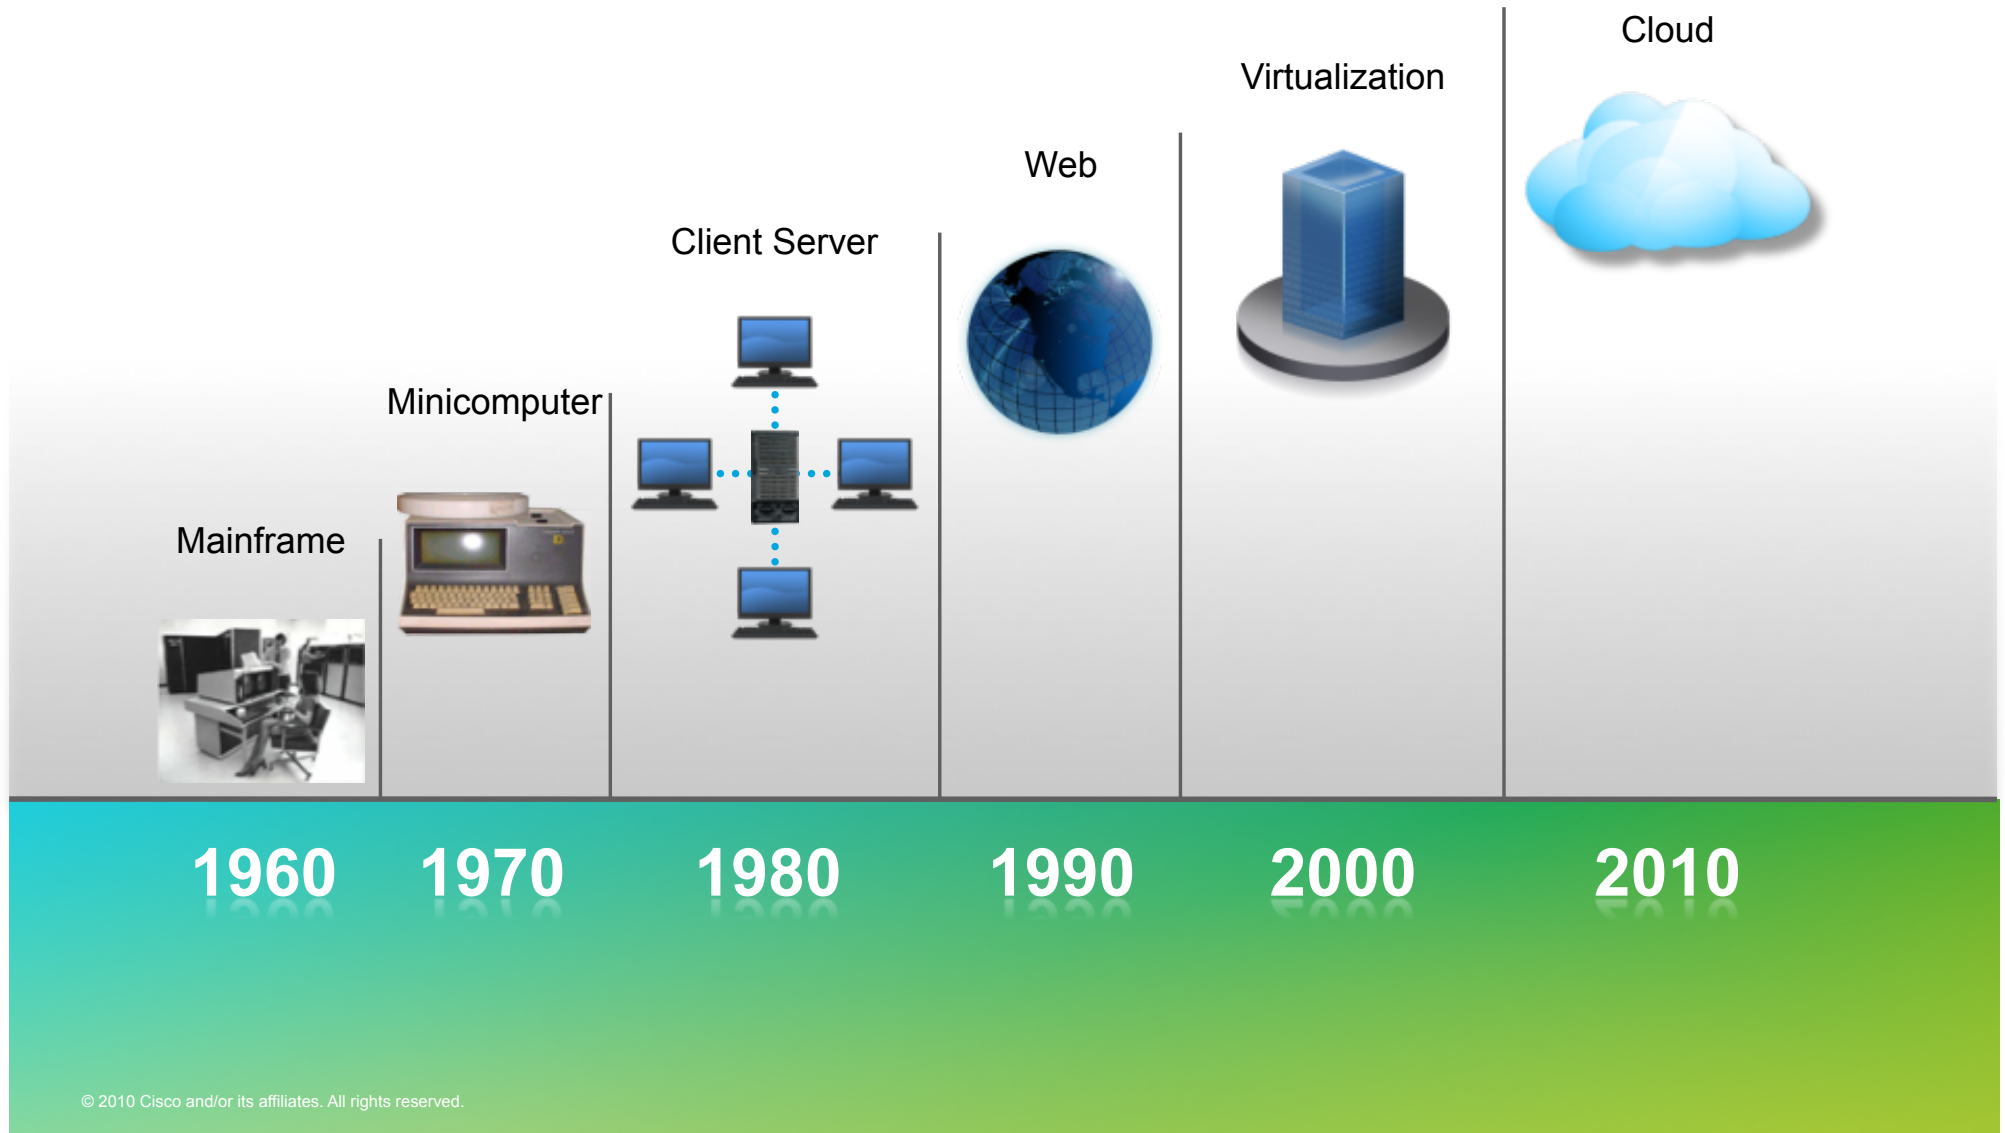 Cloud
Virtualization
Web
Client Server
Minicomputer
Mainframe
1960 1970 1980 1990 2000 2010
© 2010 Cisco and/or its affiliates. All rights reserved.